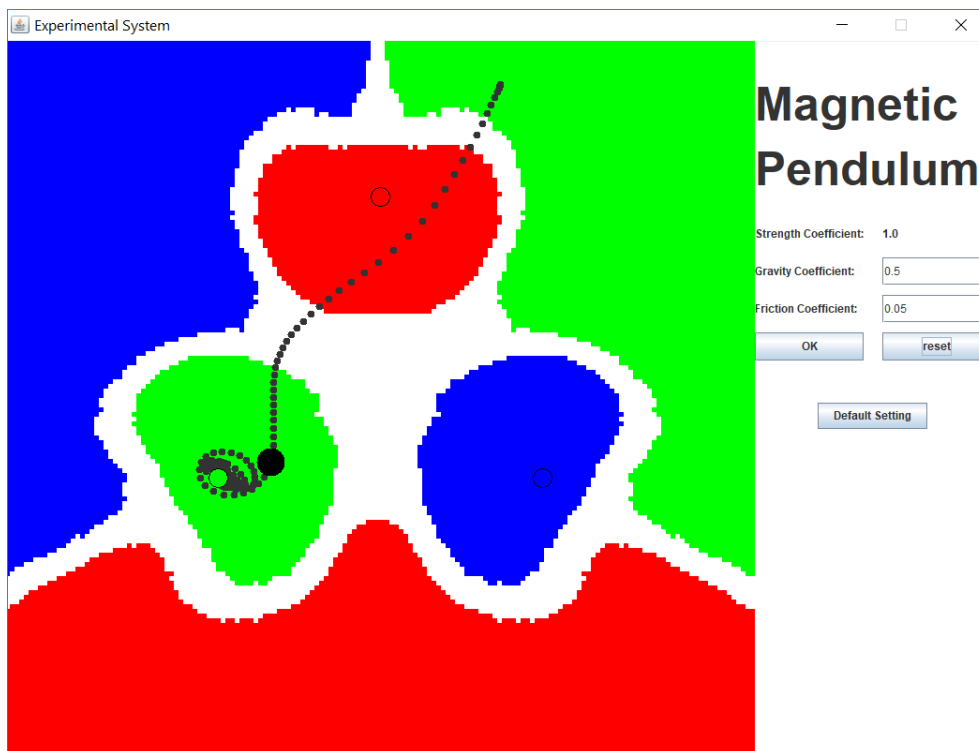 Experimental System
Magnetic
Pendulum
Strength Coefficient: 1.0
Gravity Coefficient: 0.5
Friction Coefficient: 0.05
OK reset
Default Setting